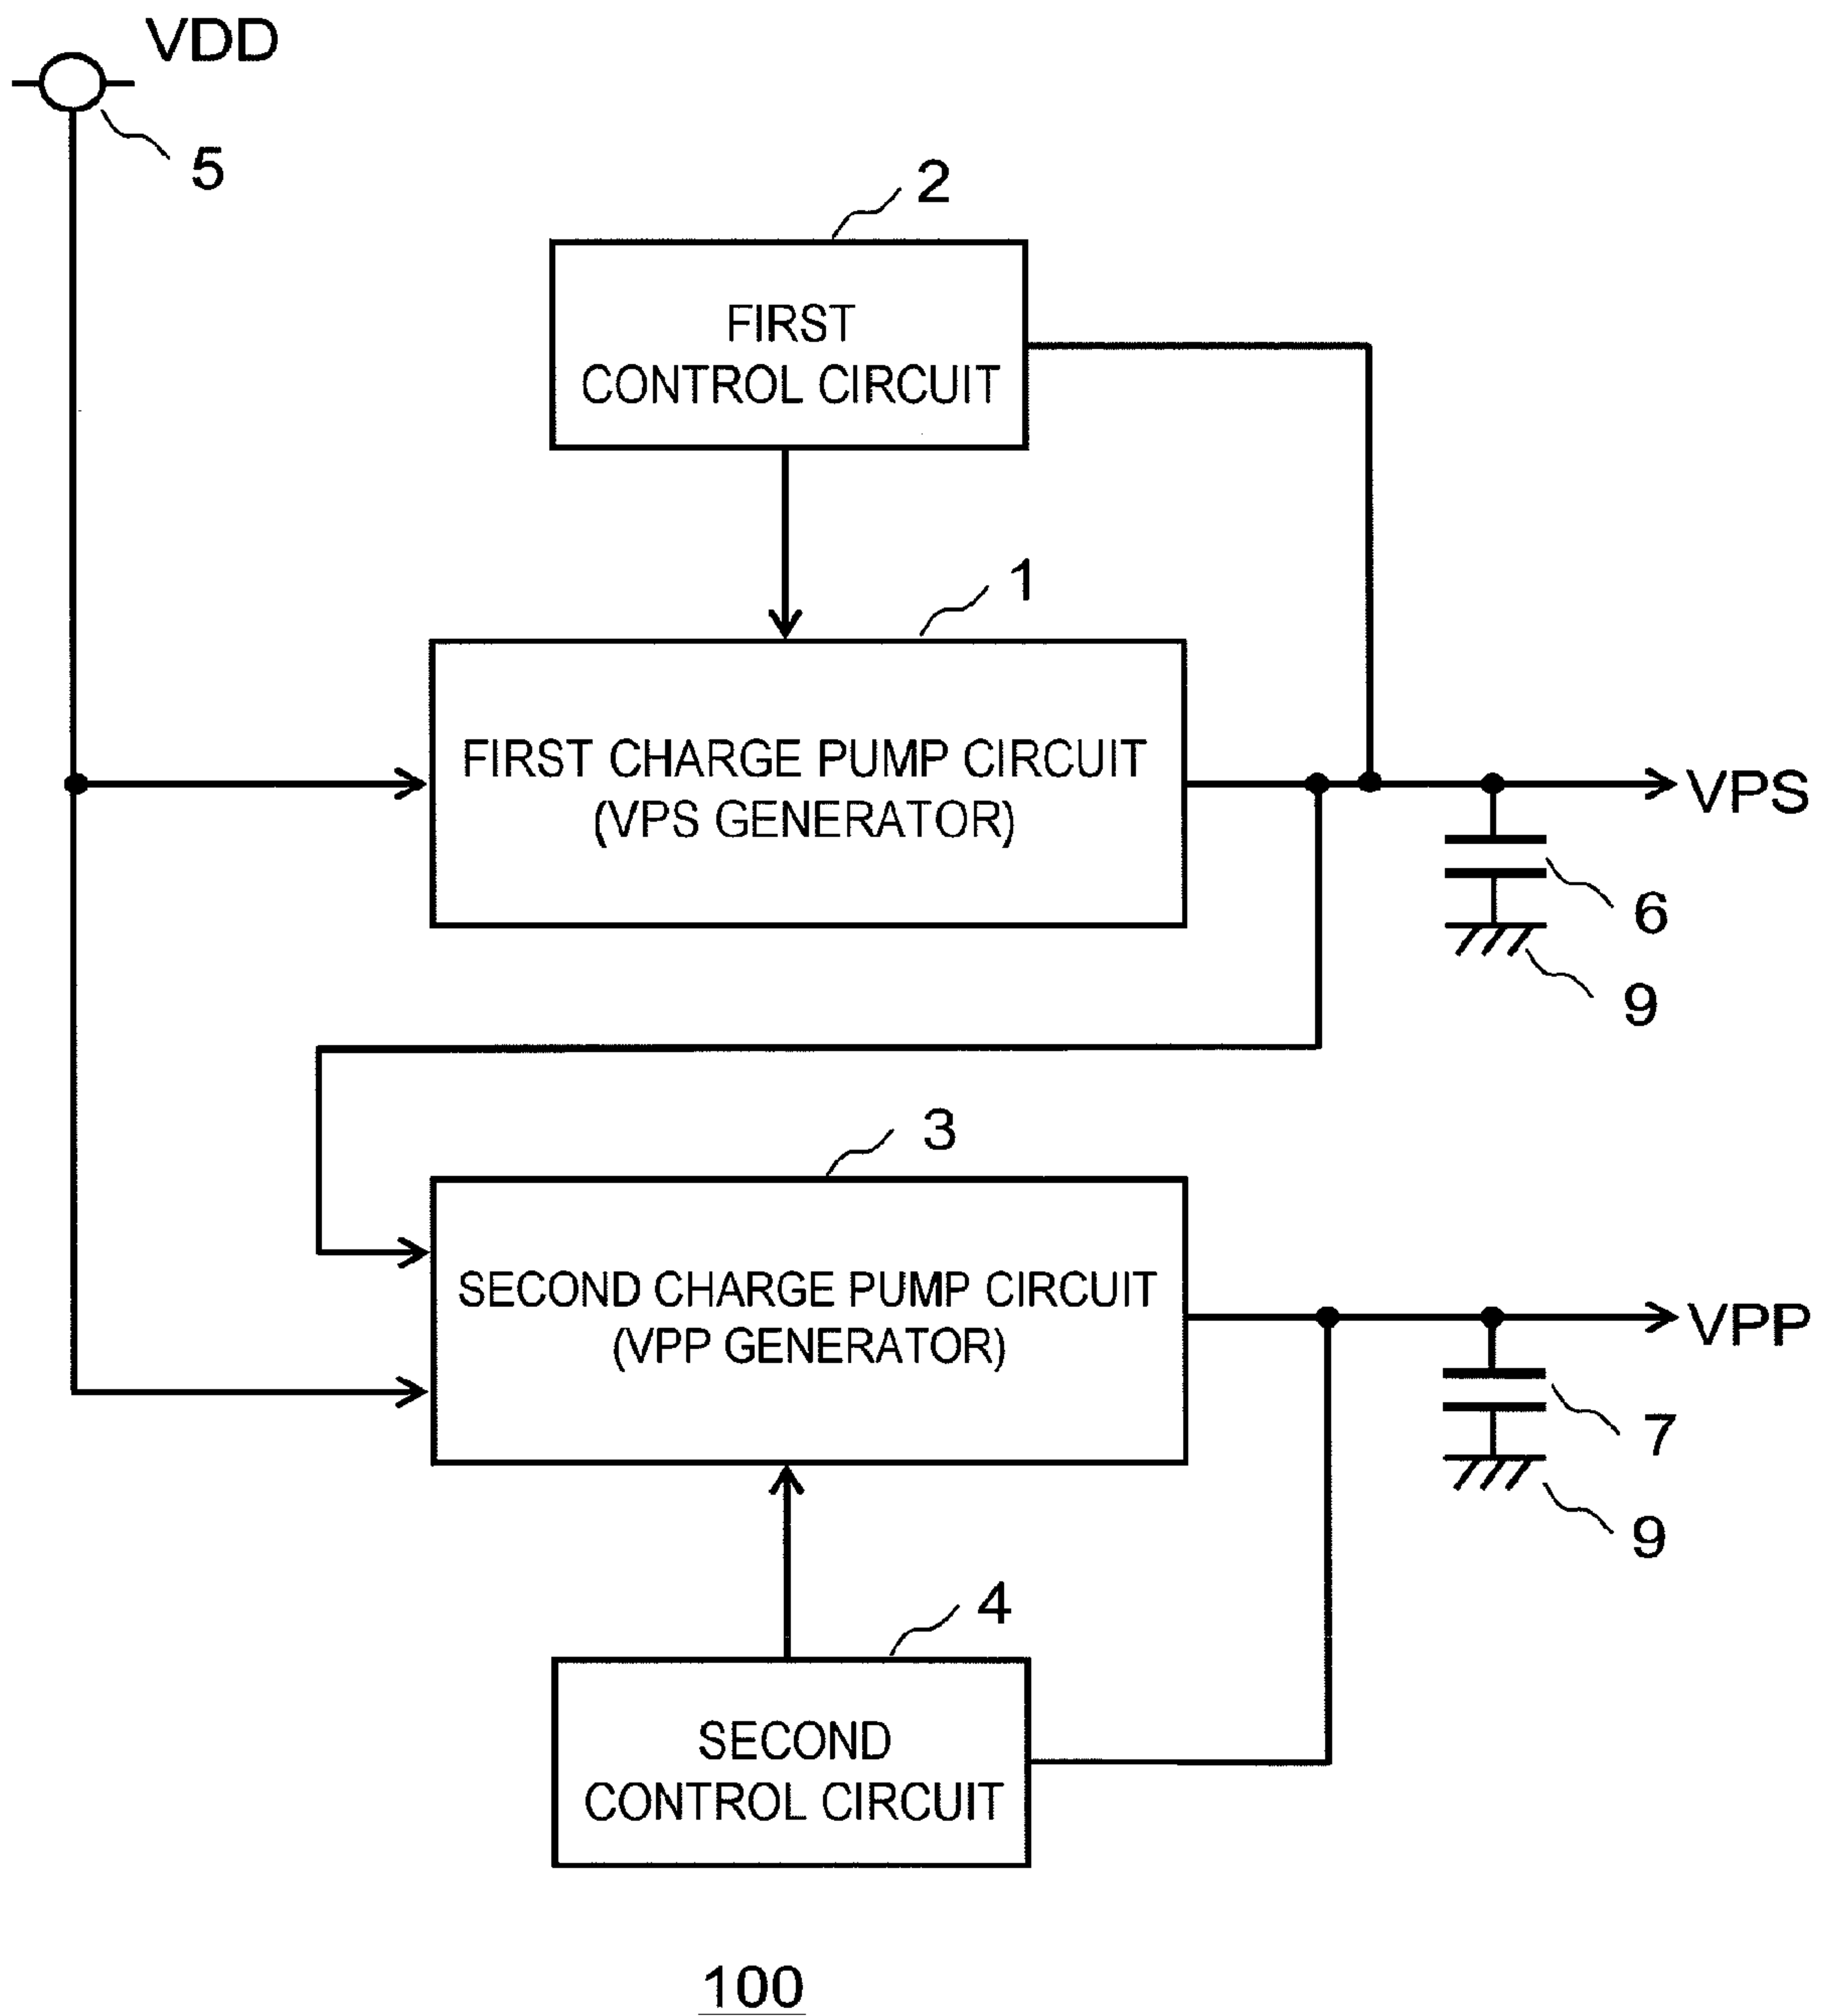 VDD
5
2
FIRST
CONTROL CIRCUIT
1
FIRST CHARGE PUMP CIRCUIT
(VPS GENERATOR)
VPS
6
9
3
SECOND CHARGE PUMP CIRCUIT
(VPP GENERATOR)
VPP
7
9
4
SECOND
CONTROL CIRCUIT
100